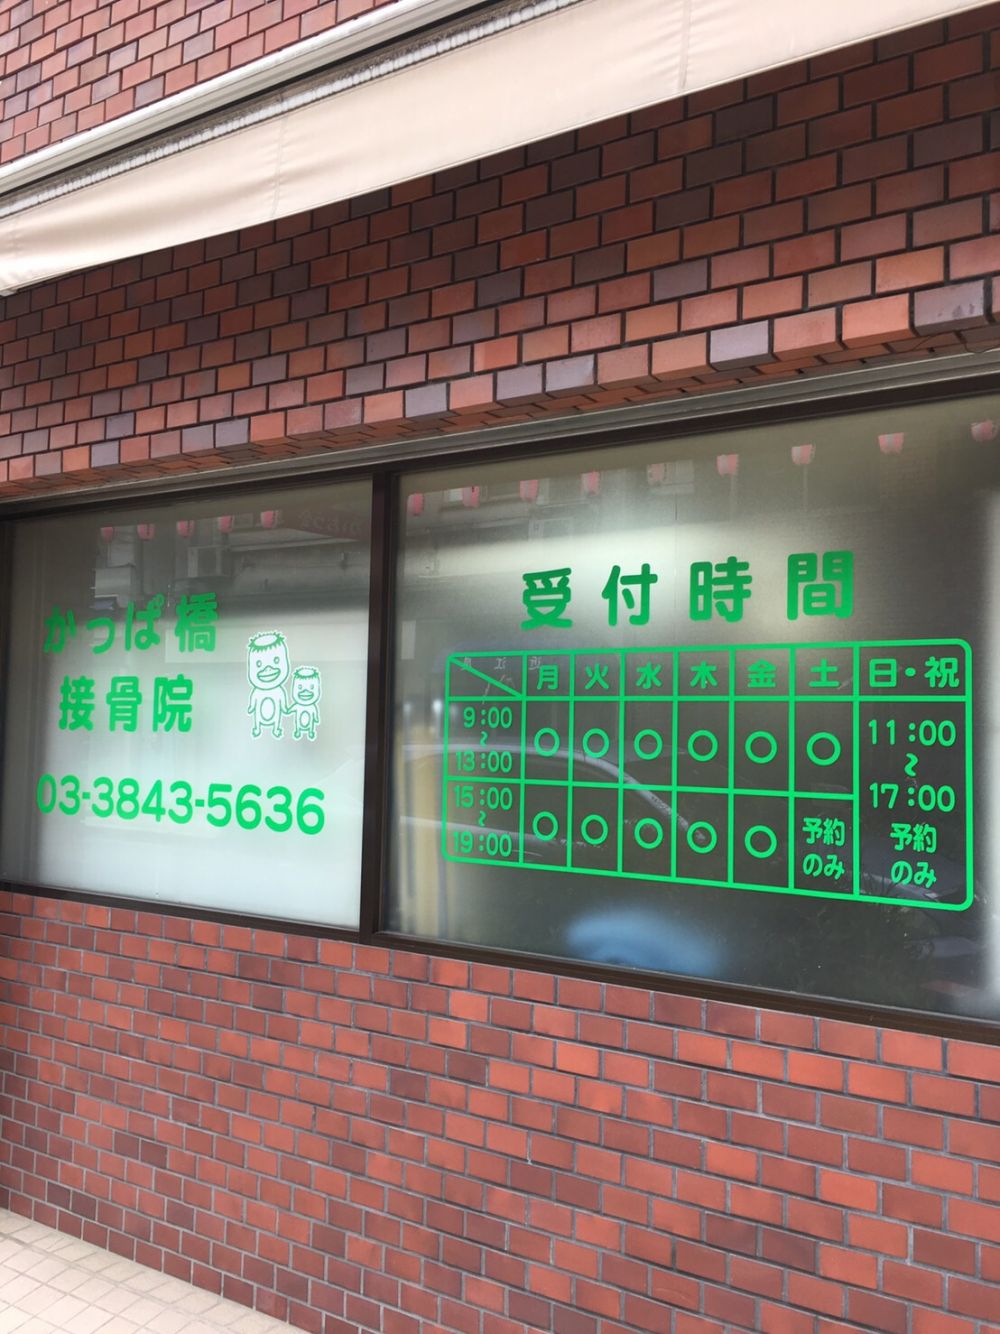 かっぱ橋
接骨院
03-3843-5636
受付時間
月 火 水 木 金 土 日・祝
9:00～13:00 ○ ○ ○ ○ ○ ○ 11:00～17:00 予約のみ
15:00～19:00 ○ ○ ○ ○ ○ 予約のみ